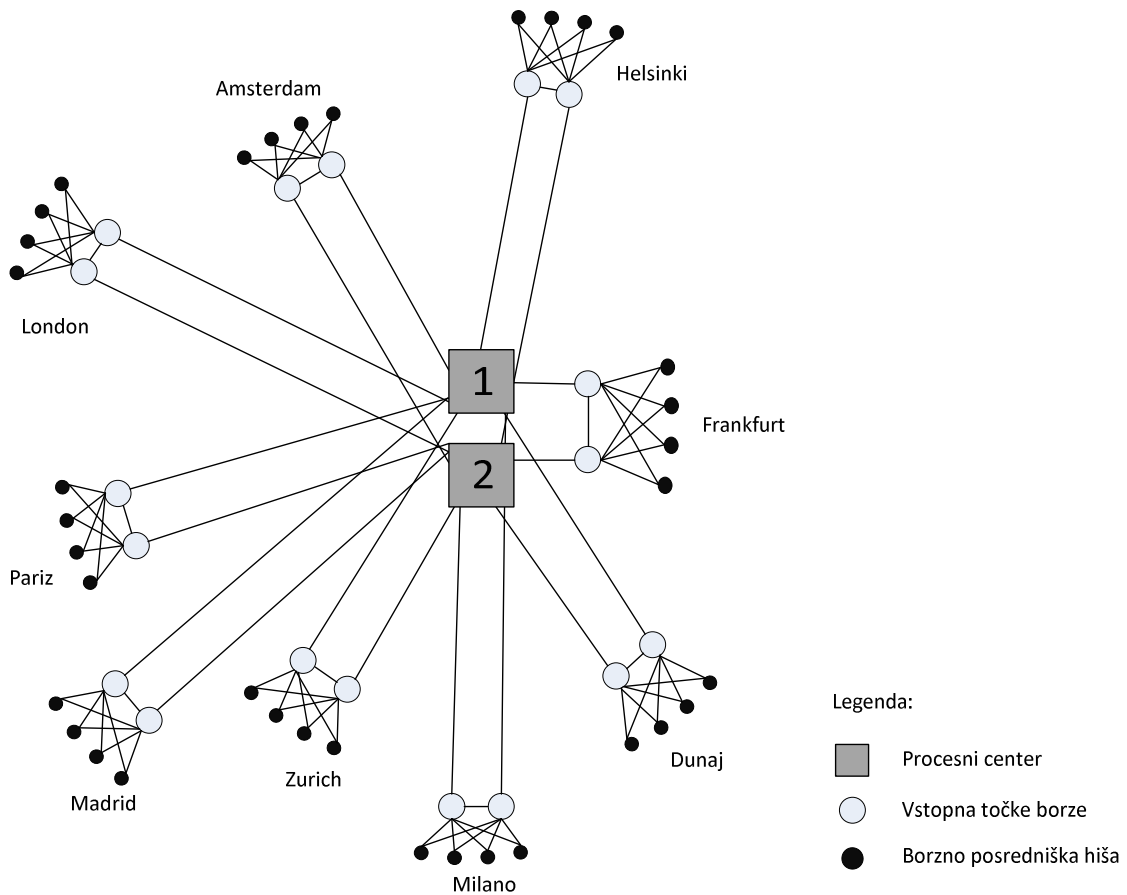 Helsinki
Amsterdam
London
1
2
Frankfurt
Pariz
Madrid
Zurich
Milano
Dunaj
Legenda:
Procesni center
Vstopna točke borze
Borzno posredniška hiša